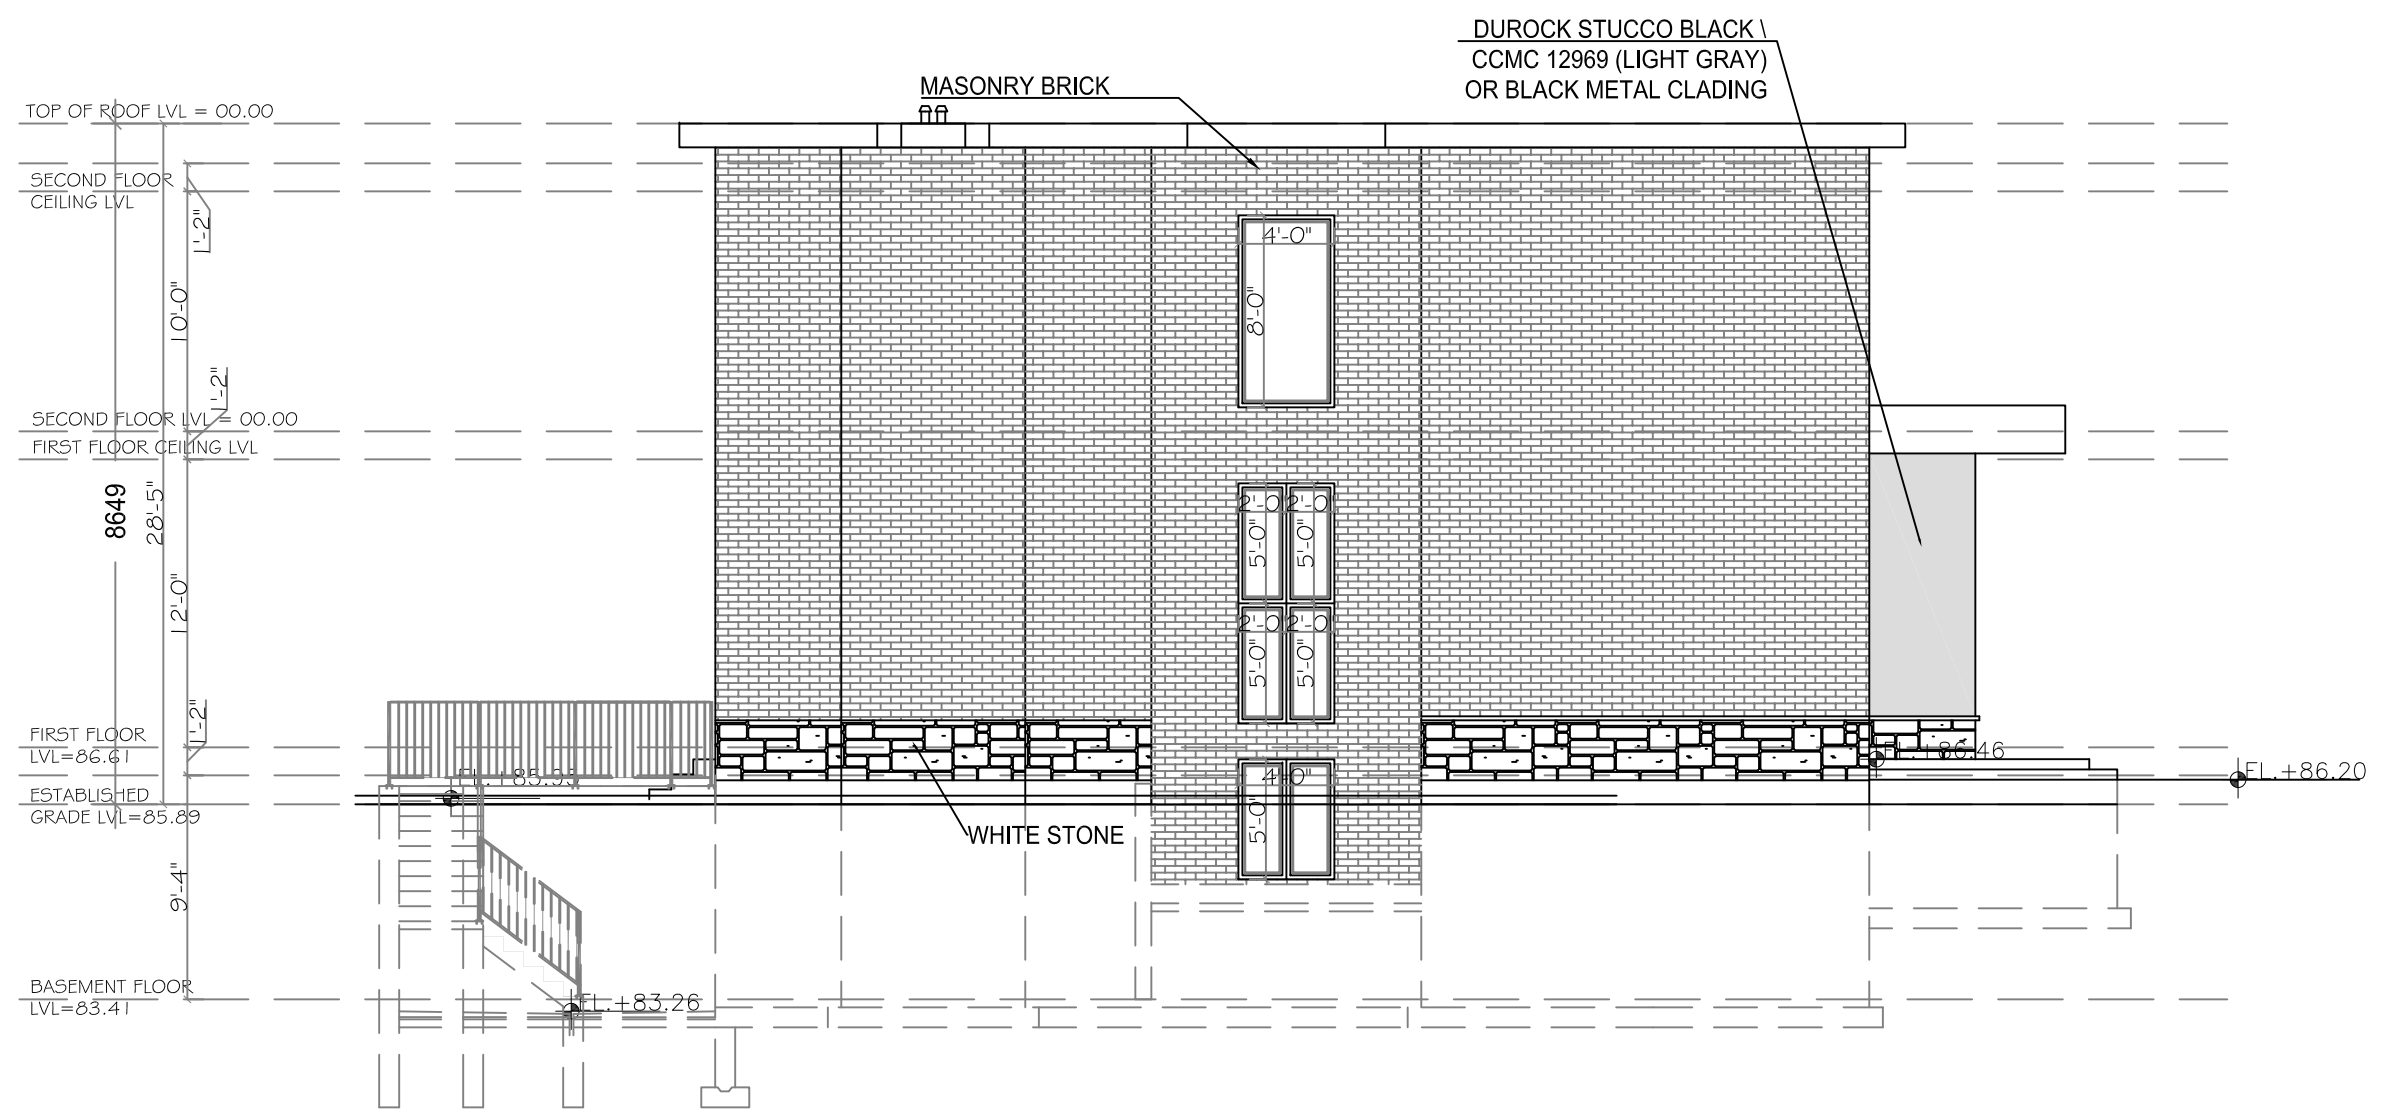 DUROCK STUCCO BLACK \
CCMC 12969 (LIGHT GRAY)
OR BLACK METAL CLADING
MASONRY BRICK
TOP OF ROOF LVL = 00.00
SECOND FLOOR
CEILING LVL
1'-2"
4'-0"
8'-0"
10'-0"
1'-2"
SECOND FLOOR LVL = 00.00
FIRST FLOOR CEILING LVL
8649
28'-5"
2'-0
2'-0
5'-0"
5'-0"
12'-0"
2'-0
2'-0
5'-0"
5'-0"
1'-2"
FIRST FLOOR
LVL=86.61
EL.+86.46
EL.+86.20
4'-0"
5'-0"
ESTABLISHED
GRADE LVL=85.89
WHITE STONE
9'-4"
BASEMENT FLOOR
LVL=83.41
EL.+83.26